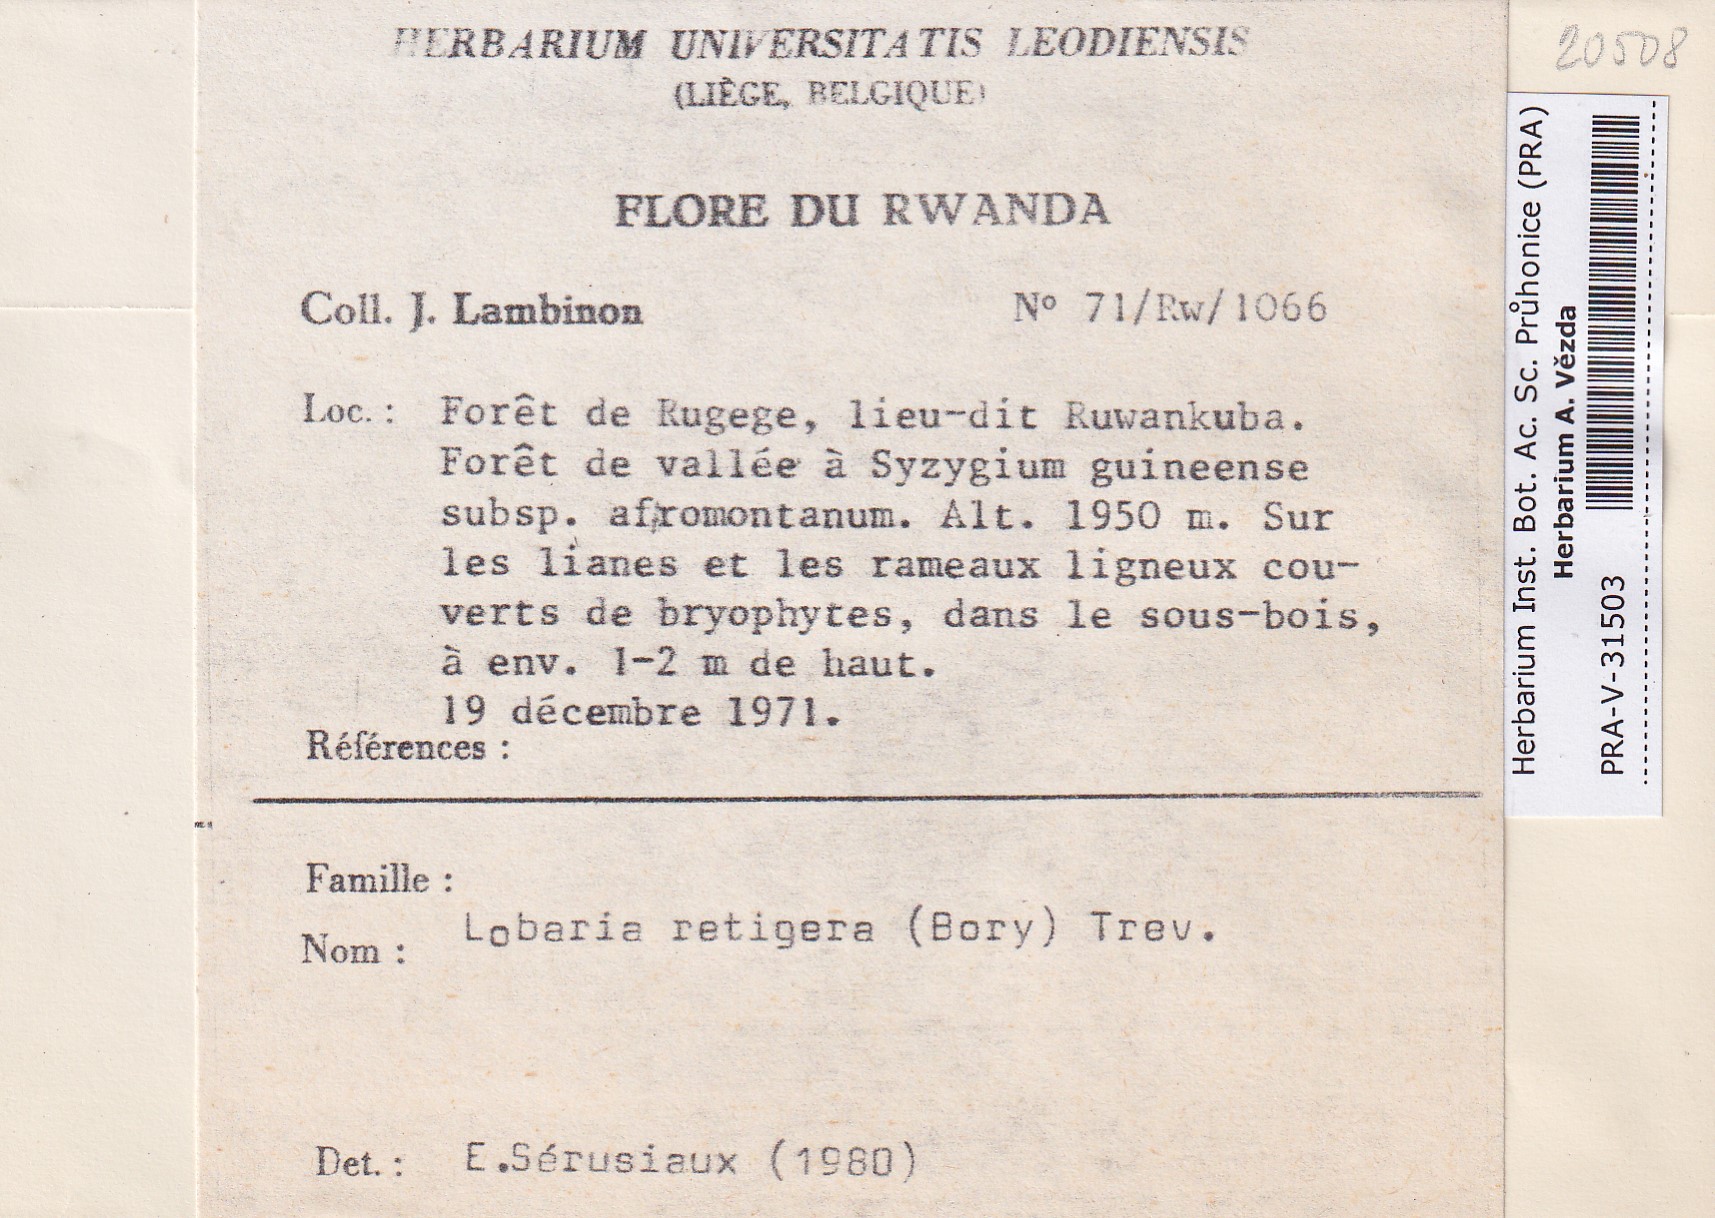 HERBARIUM UNIVERSITATIS LEODIENSIS
(LIÈGE, BELGIQUE)
FLORE DU RWANDA
Coll. J. Lambinon Nº 71/Rw/1066
Loc. : Forêt de Rugege, lieu-dit Ruwankuba.
Forêt de vallée à Syzygium guineense
subsp. afromontanum. Alt. 1950 m. Sur
les lianes et les rameaux ligneux cou-
verts de bryophytes, dans le sous-bois,
à env. 1-2 m de haut.
19 décembre 1971.
Références :
Famille :
Nom : Lobaria retigera (Bory) Trev.
Det. : E.Sérusiaux (1980)
20508
Herbarium Inst. Bot. Ac. Sc. Průhonice (PRA)
Herbarium A. Vězda
PRA-V-31503